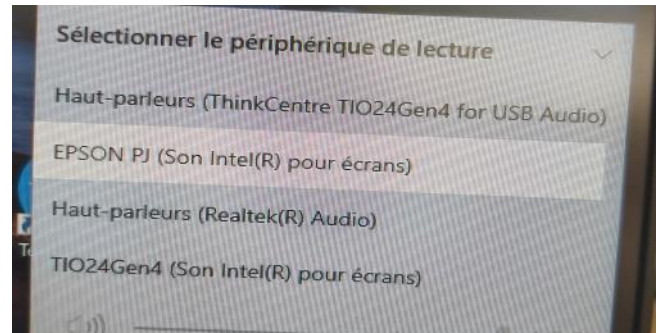 Sélectionner le périphérique de lecture
Haut-parleurs (ThinkCentre TIO24Gen4 for USB Audio)
EPSON PJ (Son Intel(R) pour écrans)
Haut-parleurs (Realtek(R) Audio)
TIO24Gen4 (Son Intel(R) pour écrans)